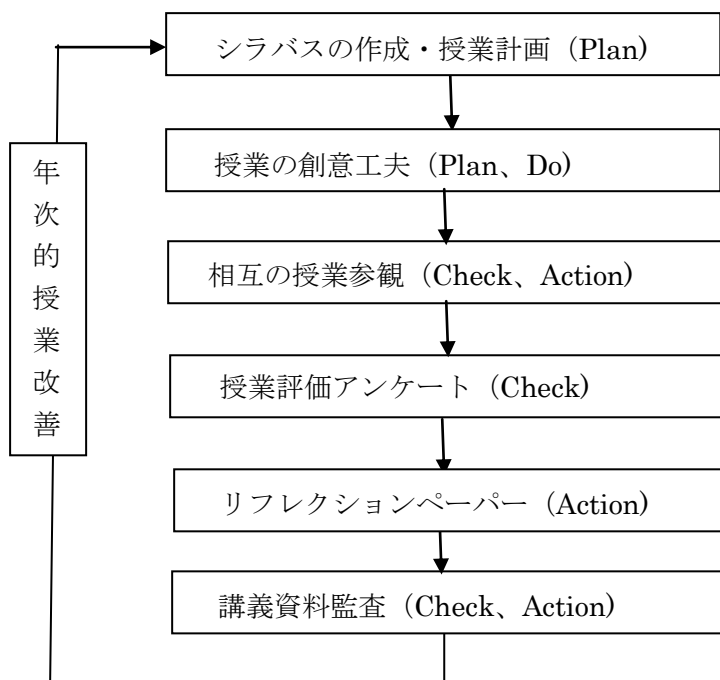 シラバスの作成・授業計画（Plan)
授業の創意工夫（Plan、Do)
年次的授業改善
相互の授業参観（Check、Action)
授業評価アンケート（Check)
リフレクションペーパー（Action)
講義資料監査（Check、Action)